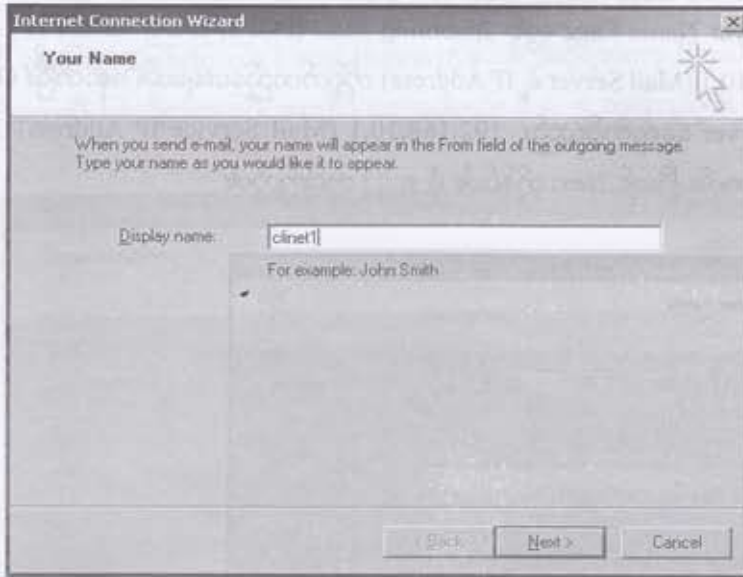 Internet Connection Wizard
Your Name
When you send e-mail, your name will appear in the From field of the outgoing message.
Type your name as you would like it to appear.
Display name:
clinet1
For example: John Smith
< Back
Next >
Cancel